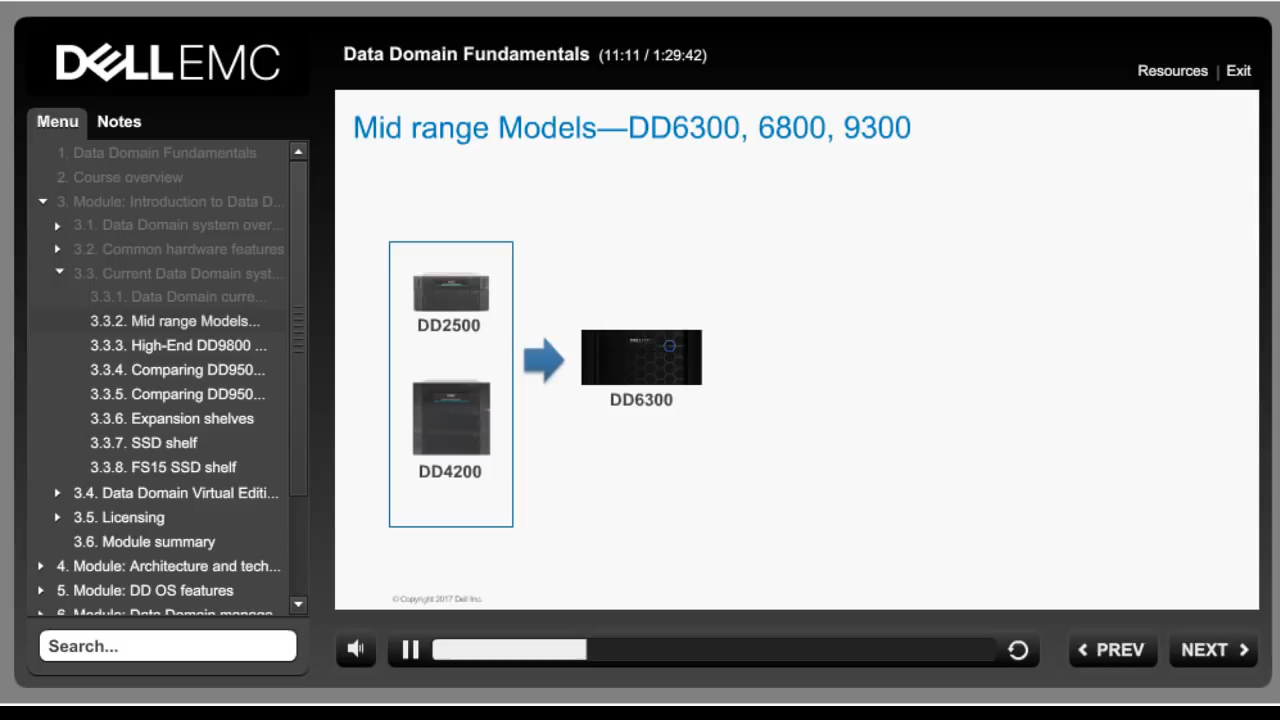 DELLEMC
Data Domain Fundamentals (11:11 / 1:29:42)
Resources | Exit
Menu
Notes
1. Data Domain Fundamentals
2. Course overview
3. Module: Introduction to Data D...
3.1. Data Domain system over...
3.2. Common hardware features
3.3. Current Data Domain syst...
3.3.1. Data Domain curre...
3.3.2. Mid range Models...
3.3.3. High-End DD9800 ...
3.3.4. Comparing DD950...
3.3.5. Comparing DD950...
3.3.6. Expansion shelves
3.3.7. SSD shelf
3.3.8. FS15 SSD shelf
3.4. Data Domain Virtual Editi...
3.5. Licensing
3.6. Module summary
4. Module: Architecture and tech...
5. Module: DD OS features
6. Module: Data Domain manage...
Search...
Mid range Models—DD6300, 6800, 9300
DD2500
DD4200
DELLEMC
DD6300
© Copyright 2017 Dell Inc.
PREV
NEXT